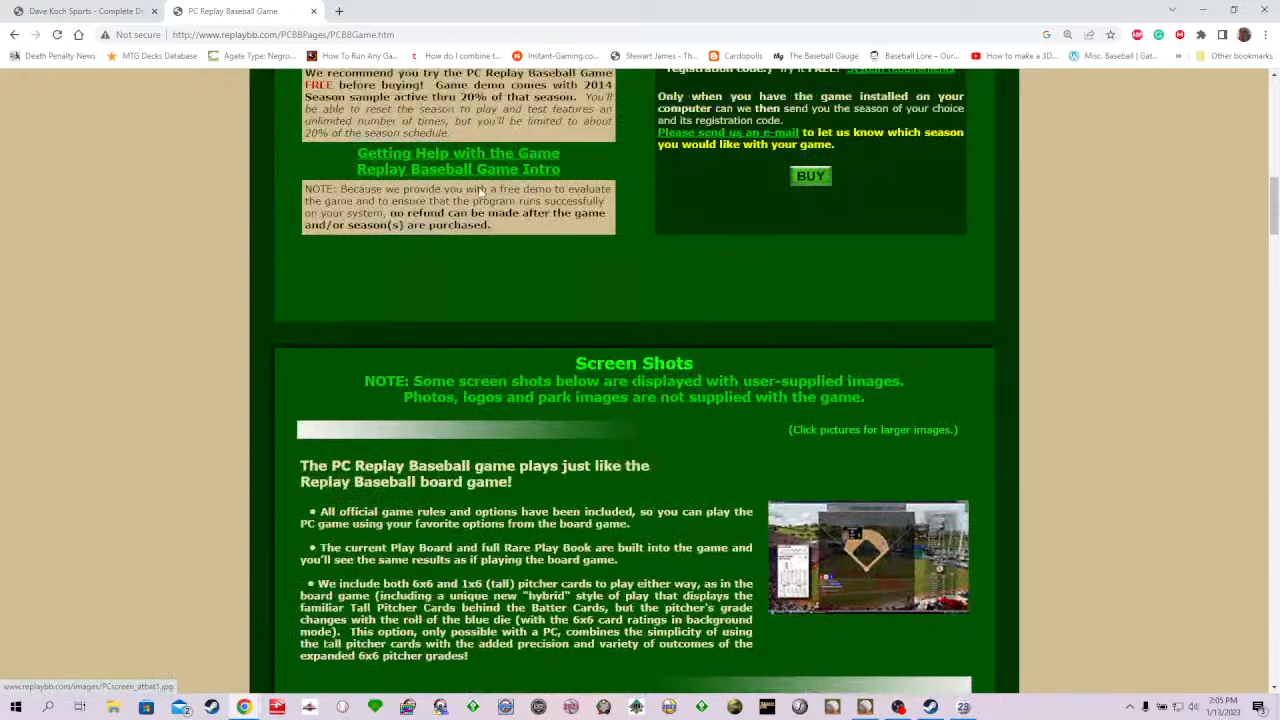 Dave Koch Sports - Complete Di
PC Replay Baseball Game
Not secure | http://www.replaybb.com/PCBBPages/PCBBGame.htm
Death Penalty News
MTG Decks Database
Agate Type: Negro...
How To Run Any Ga...
How do I combine t...
Instant-Gaming.co...
Stewart James - Th...
Cardopolis
The Baseball Gauge
Baseball Lore – Our...
How to make a 3D...
Misc. Baseball | Gat...
Other bookmarks
We recommend you try the PC Replay Baseball Game
FREE before buying! Game demo comes with 2014
Season sample active thru 20% of that season. You'll
be able to reset the season to play and test features an
unlimited number of times, but you'll be limited to about
20% of the season schedule.
Getting Help with the Game
Replay Baseball Game Intro
NOTE: Because we provide you with a free demo to evaluate
the game and to ensure that the program runs successfully
on your system, no refund can be made after the game
and/or season(s) are purchased.
registration code.) Try it FREE! System requirements
Only when you have the game installed on your
computer can we then send you the season of your choice
and its registration code.
Please send us an e-mail to let us know which season
you would like with your game.
BUY
Screen Shots
NOTE: Some screen shots below are displayed with user-supplied images.
Photos, logos and park images are not supplied with the game.
(Click pictures for larger images.)
The PC Replay Baseball game plays just like the
Replay Baseball board game!
• All official game rules and options have been included, so you can play the
PC game using your favorite options from the board game.
• The current Play Board and full Rare Play Book are built into the game and
you'll see the same results as if playing the board game.
• We include both 6x6 and 1x6 (tall) pitcher cards to play either way, as in the
board game (including a unique new "hybrid" style of play that displays the
familiar Tall Pitcher Cards behind the Batter Cards, but the pitcher's grade
changes with the roll of the blue die (with the 6x6 card ratings in background
mode). This option, only possible with a PC, combines the simplicity of using
the tall pitcher cards with the added precision and variety of outcomes of the
expanded 6x6 pitcher grades!
www.replaybb.com/images/PCscreen_atbat1.jpg
2:05 PM
1/13/2023